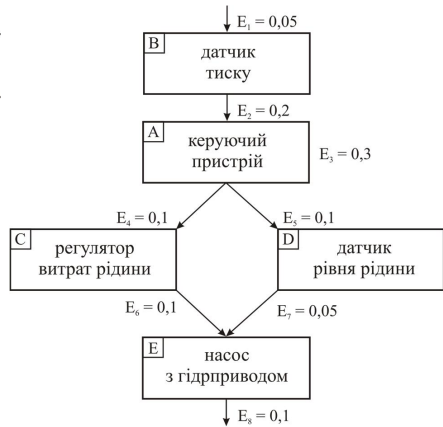 E₁ = 0,05
B
датчик
тиску
E₂ = 0,2
A
керуючий
пристрій
E₃ = 0,3
E₄ = 0,1
E₅ = 0,1
C
регулятор
витрат рідини
D
датчик
рівня рідини
E₆ = 0,1
E₇ = 0,05
E
насос
з гідрприводом
E₈ = 0,1